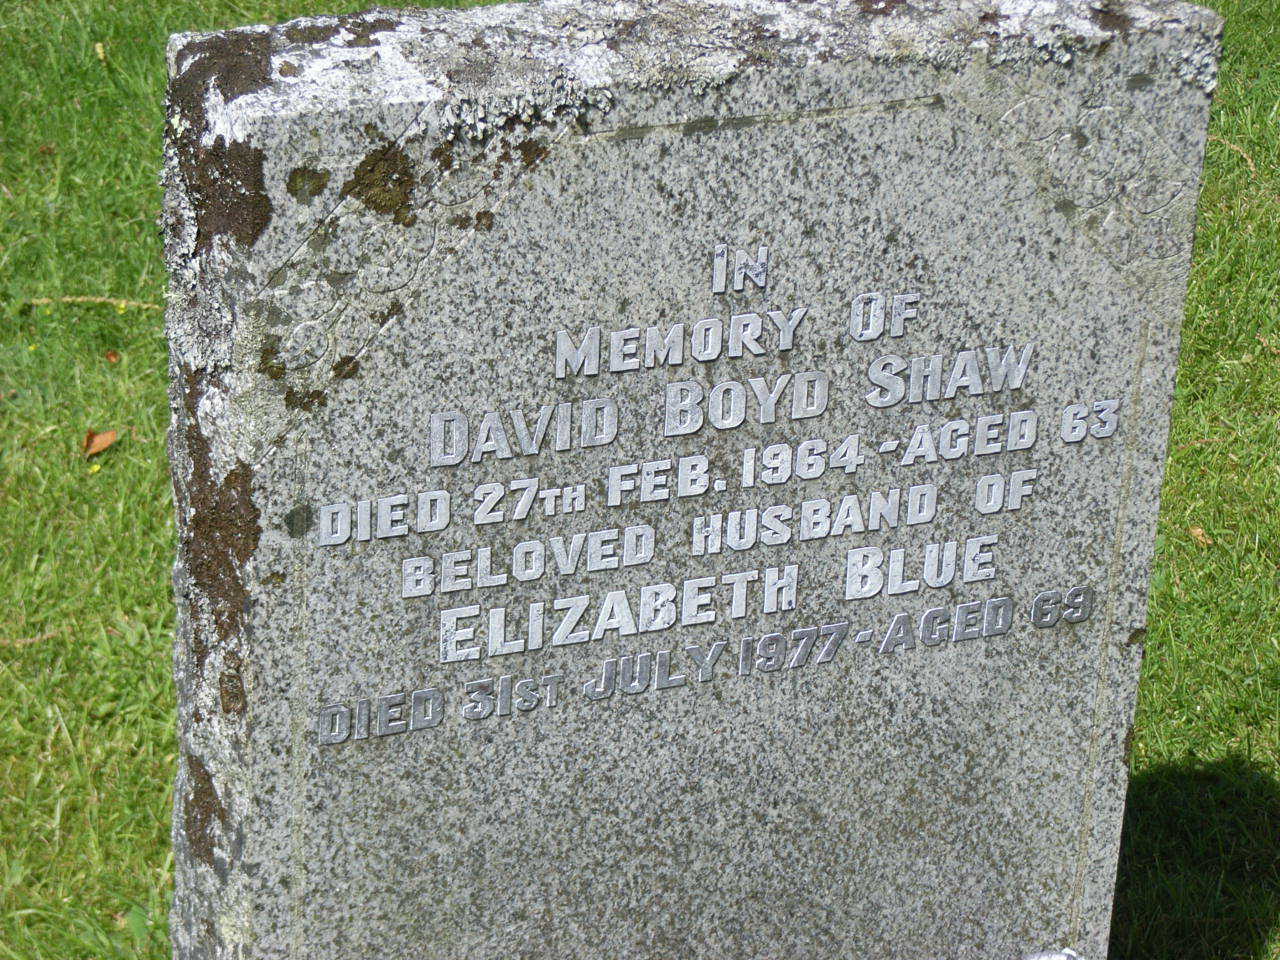 IN
MEMORY OF
DAVID BOYD SHAW
DIED 27TH FEB. 1964 - AGED 63
BELOVED HUSBAND OF
ELIZABETH BLUE
DIED 31ST JULY 1977 - AGED 69